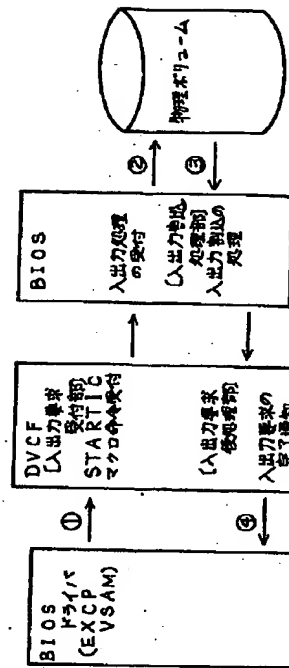 BIOS
ドライバ
(EXCP
VSAM)
①
④
DVCF
[入出力要求
受付部]
STARTIC
マクロ命令受付
[入出力要求
後処理部]
入出力要求の
完了通知
BIOS
入出力処理
の受付
[入出力割込
処理部]
入出力割込の
処理
②
③
物理ボリューム